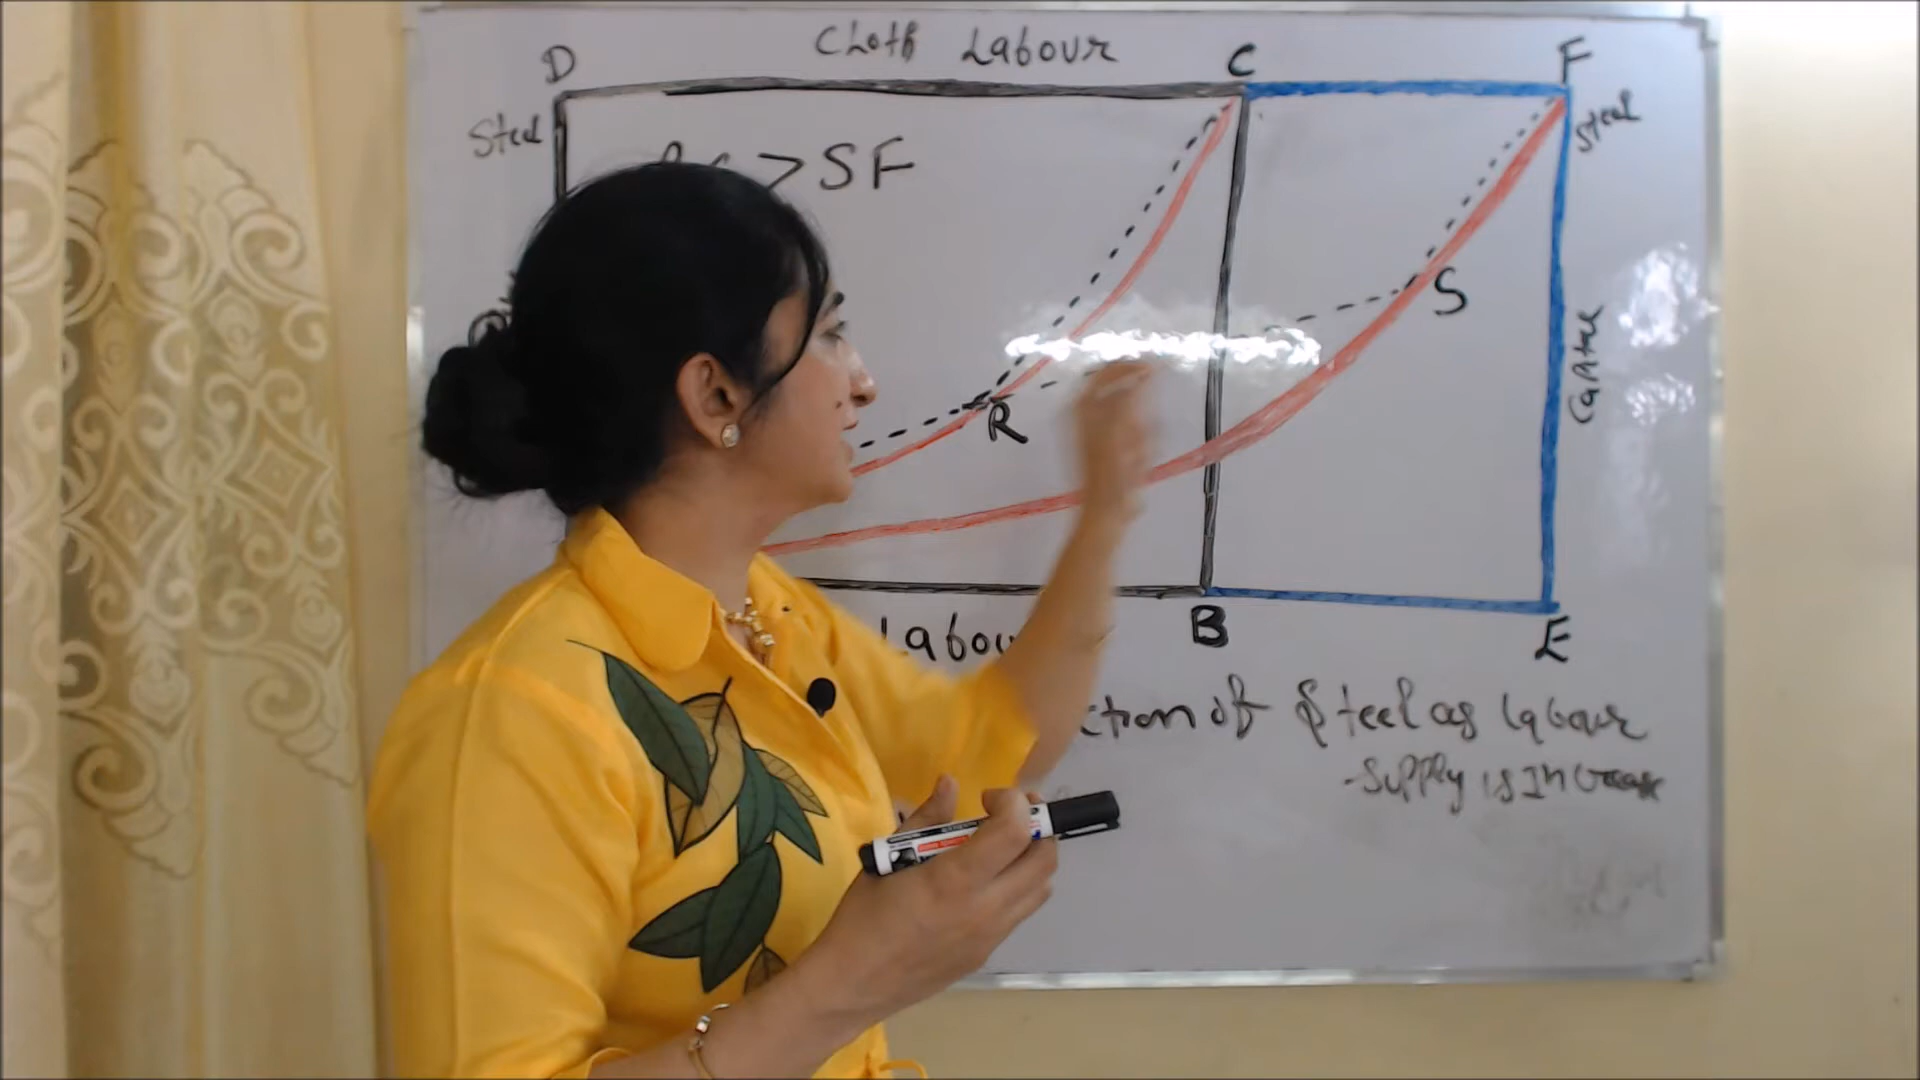 Cloth Labour
D
C
F
Steel
Steel
> SF
S
Capital
R
B
E
Labou
ction of Steel as labour
supply is Increase